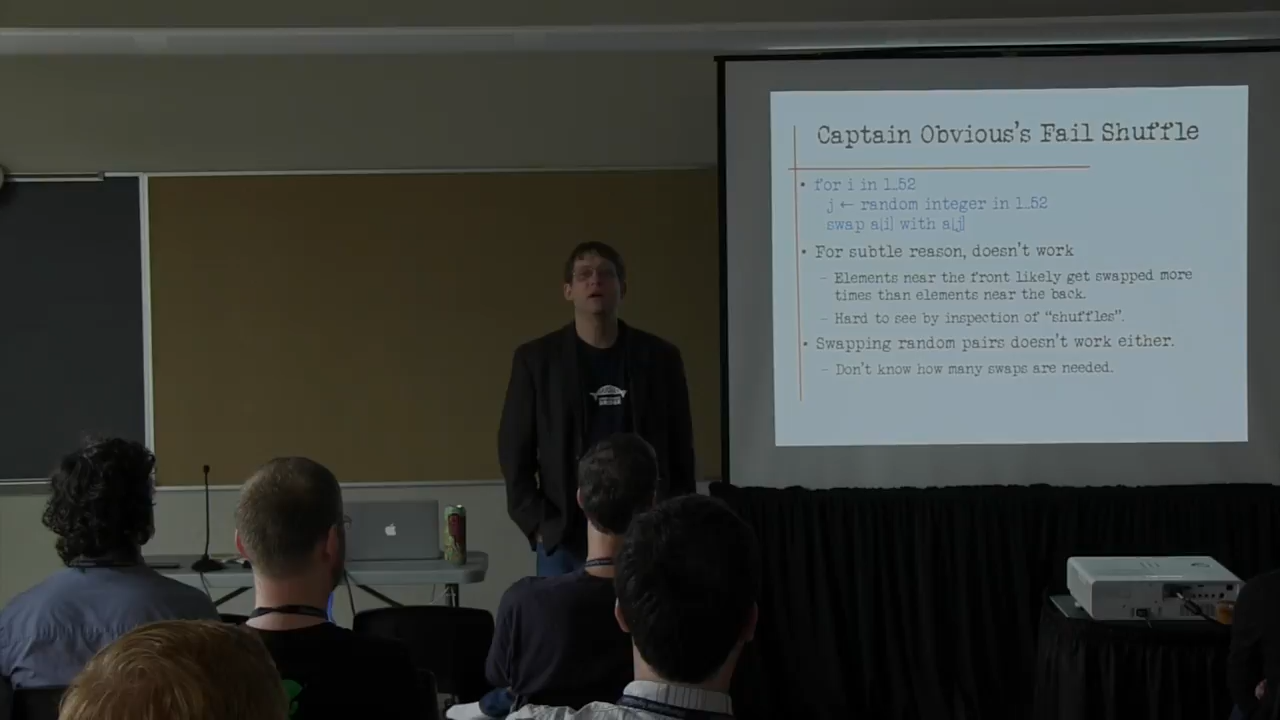 Captain Obvious's Fail Shuffle
• for i in 1..52
j ← random integer in 1..52
swap a[i] with a[j]
• For subtle reason, doesn't work
– Elements near the front likely get swapped more
times than elements near the back.
– Hard to see by inspection of "shuffles".
• Swapping random pairs doesn't work either.
– Don't know how many swaps are needed.